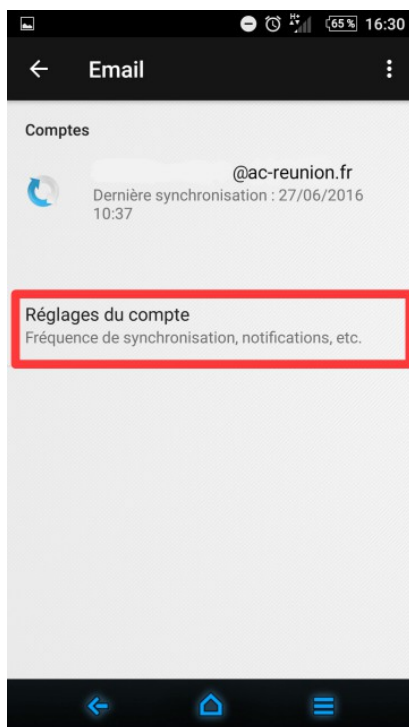 H+
65% 16:30
Email
Comptes
@ac-reunion.fr
Dernière synchronisation : 27/06/2016
10:37
Réglages du compte
Fréquence de synchronisation, notifications, etc.